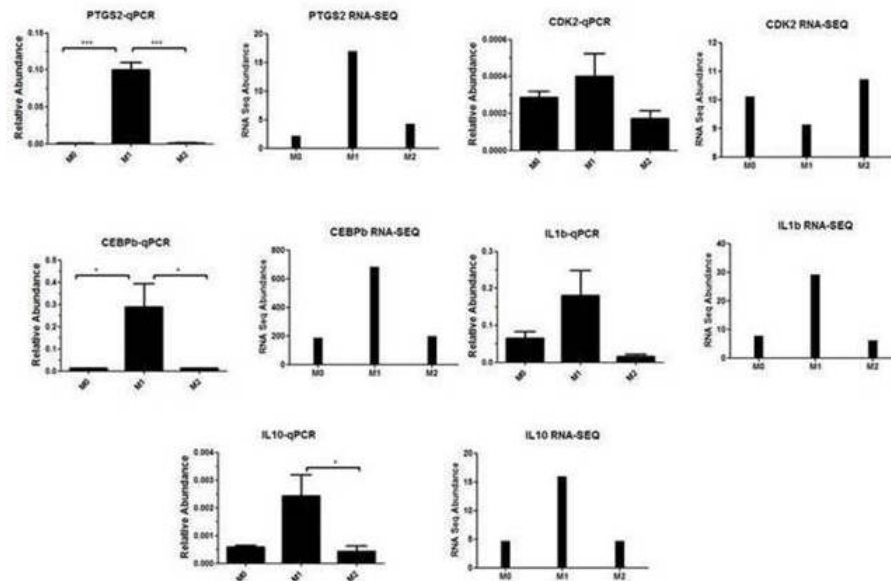 PTGS2-qPCR
Relative Abundance
0.15
0.10
0.05
0.00
***
***
M0
M1
M2
PTGS2 RNA-SEQ
RNA Seq Abundance
20
15
10
5
0
M0
M1
M2
CDK2-qPCR
Relative Abundance
0.0006
0.0004
0.0002
0.0000
M0
M1
M2
CDK2 RNA-SEQ
RNA Seq Abundance
12
11
10
9
8
M0
M1
M2
CEBPb-qPCR
Relative Abundance
0.5
0.4
0.3
0.2
0.1
0.0
*
*
M0
M1
M2
CEBPb RNA-SEQ
RNA Seq Abundance
800
600
400
200
0
M0
M1
M2
IL1b-qPCR
Relative Abundance
0.3
0.2
0.1
0.0
M0
M1
M2
IL1b RNA-SEQ
RNA Seq Abundance
40
30
20
10
0
M0
M1
M2
IL10-qPCR
Relative Abundance
0.004
0.003
0.002
0.001
0.000
*
M0
M1
M2
IL10 RNA-SEQ
RNA Seq Abundance
20
15
10
5
0
M0
M1
M2